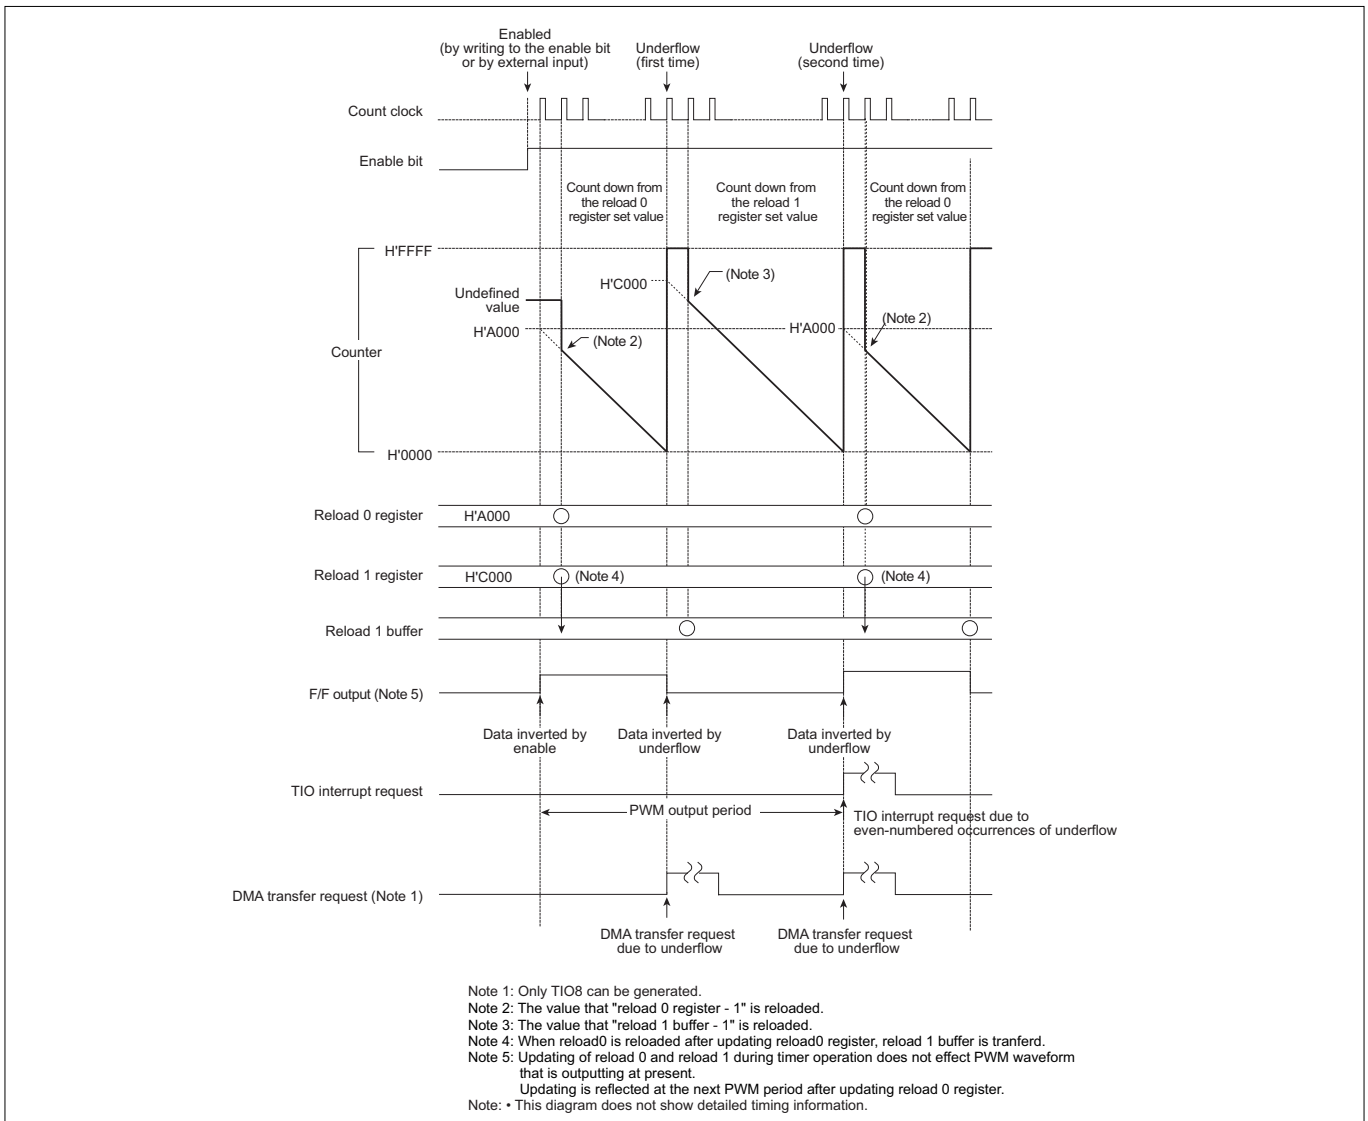 Enabled
(by writing to the enable bit
or by external input)
Underflow
(first time)
Underflow
(second time)
Count clock
Enable bit
Count down from
the reload 0
register set value
Count down from
the reload 1
register set value
Count down from
the reload 0
register set value
H'FFFF
(Note 3)
H'C000
Undefined
value
H'A000
(Note 2)
H'A000
(Note 2)
Counter
H'0000
Reload 0 register
H'A000
Reload 1 register
H'C000
(Note 4)
(Note 4)
Reload 1 buffer
F/F output (Note 5)
Data inverted by
enable
Data inverted by
underflow
Data inverted by
underflow
TIO interrupt request
PWM output period
TIO interrupt request due to
even-numbered occurrences of underflow
DMA transfer request (Note 1)
DMA transfer request
due to underflow
DMA transfer request
due to underflow
Note 1: Only TIO8 can be generated.
Note 2: The value that "reload 0 register - 1" is reloaded.
Note 3: The value that "reload 1 buffer - 1" is reloaded.
Note 4: When reload0 is reloaded after updating reload0 register, reload 1 buffer is tranferd.
Note 5: Updating of reload 0 and reload 1 during timer operation does not effect PWM waveform
that is outputting at present.
Updating is reflected at the next PWM period after updating reload 0 register.
Note: • This diagram does not show detailed timing information.